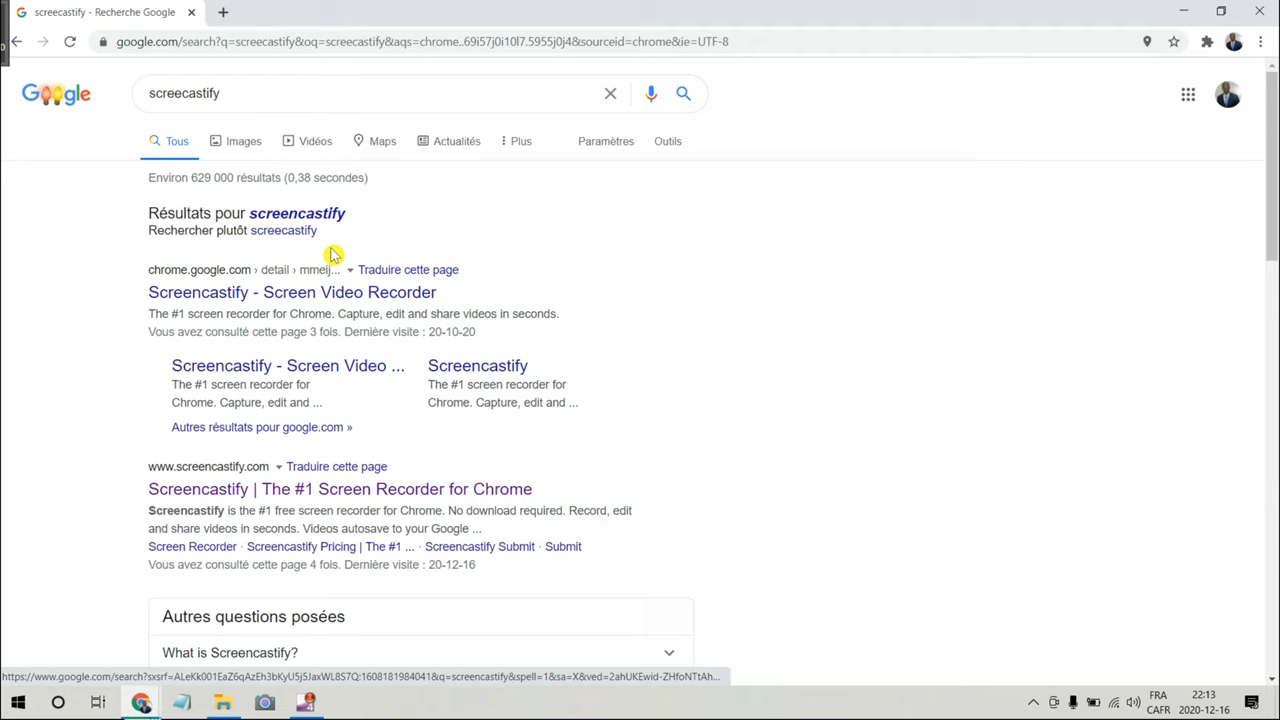 screecastify - Recherche Google
google.com/search?q=screecastify&oq=screecastify&aqs=chrome..69i57j0i10l7.5955j0j4&sourceid=chrome&ie=UTF-8
Google
screecastify
Tous Images Vidéos Maps Actualités Plus Paramètres Outils
Environ 629 000 résultats (0,38 secondes)
Résultats pour screencastify
Rechercher plutôt screecastify
chrome.google.com › detail › mmeij... Traduire cette page
Screencastify - Screen Video Recorder
The #1 screen recorder for Chrome. Capture, edit and share videos in seconds.
Vous avez consulté cette page 3 fois. Dernière visite : 20-10-20
Screencastify - Screen Video ... Screencastify
The #1 screen recorder for The #1 screen recorder for
Chrome. Capture, edit and ... Chrome. Capture, edit and ...
Autres résultats pour google.com »
www.screencastify.com Traduire cette page
Screencastify | The #1 Screen Recorder for Chrome
Screencastify is the #1 free screen recorder for Chrome. No download required. Record, edit
and share videos in seconds. Videos autosave to your Google ...
Screen Recorder · Screencastify Pricing | The #1 ... · Screencastify Submit · Submit
Vous avez consulté cette page 4 fois. Dernière visite : 20-12-16
Autres questions posées
What is Screencastify?
https://www.google.com/search?sxsrf=ALeKk001EaZ6qAzEh3bKyU5j5JaxWL8S7Q:1608181984041&q=screencastify&spell=1&sa=X&ved=2ahUKEwid-ZHfoNTtAh...
FRA 22:13
CAFR 2020-12-16